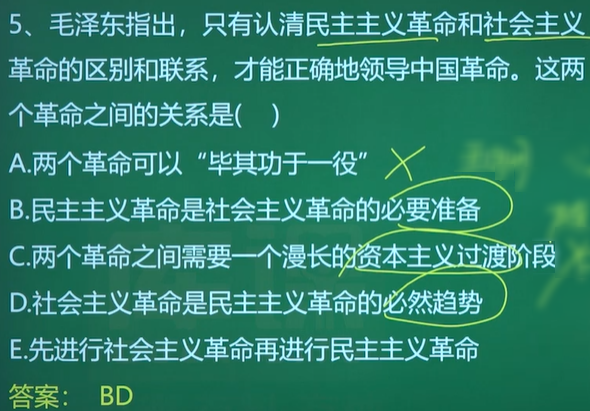 5、毛泽东指出，只有认清民主主义革命和社会主义
革命的区别和联系，才能正确地领导中国革命。这两
个革命之间的关系是(    )
A.两个革命可以“毕其功于一役”
B.民主主义革命是社会主义革命的必要准备
C.两个革命之间需要一个漫长的资本主义过渡阶段
D.社会主义革命是民主主义革命的必然趋势
E.先进行社会主义革命再进行民主主义革命
答案： BD